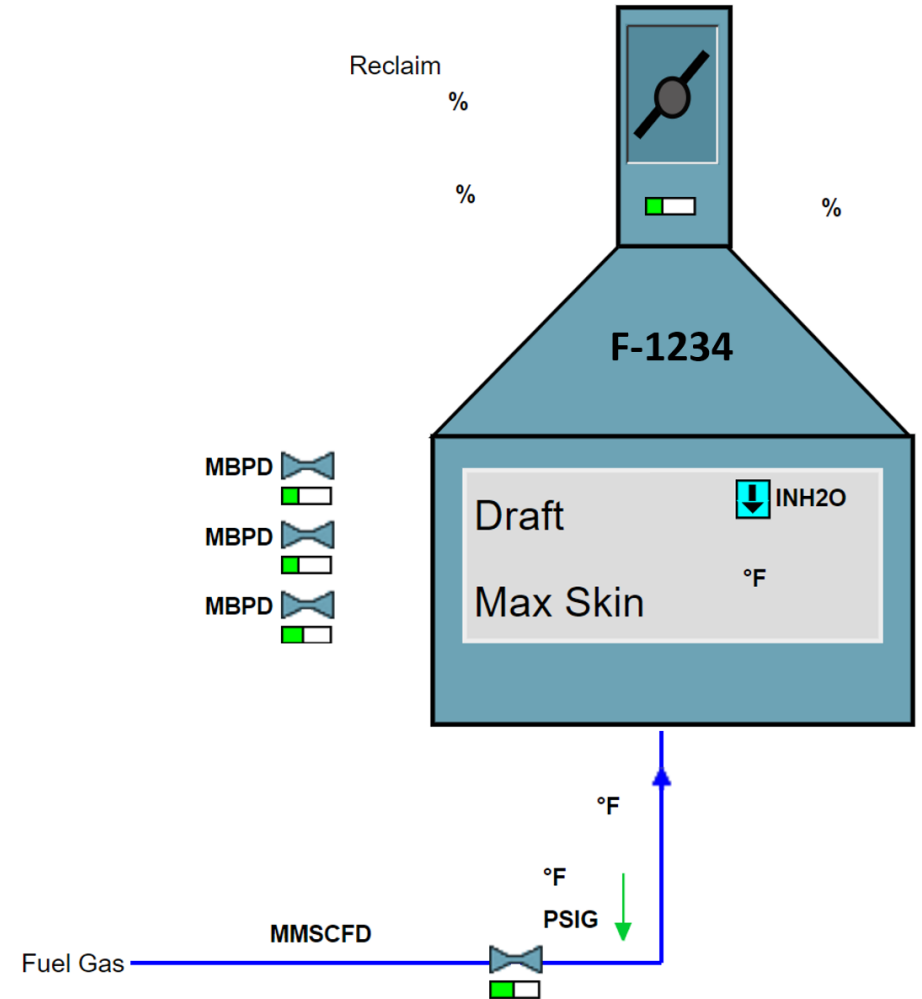 Reclaim
%
%
%
F-1234
MBPD
MBPD
MBPD
Draft
INH2O
Max Skin
°F
°F
°F
PSIG
MMSCFD
Fuel Gas